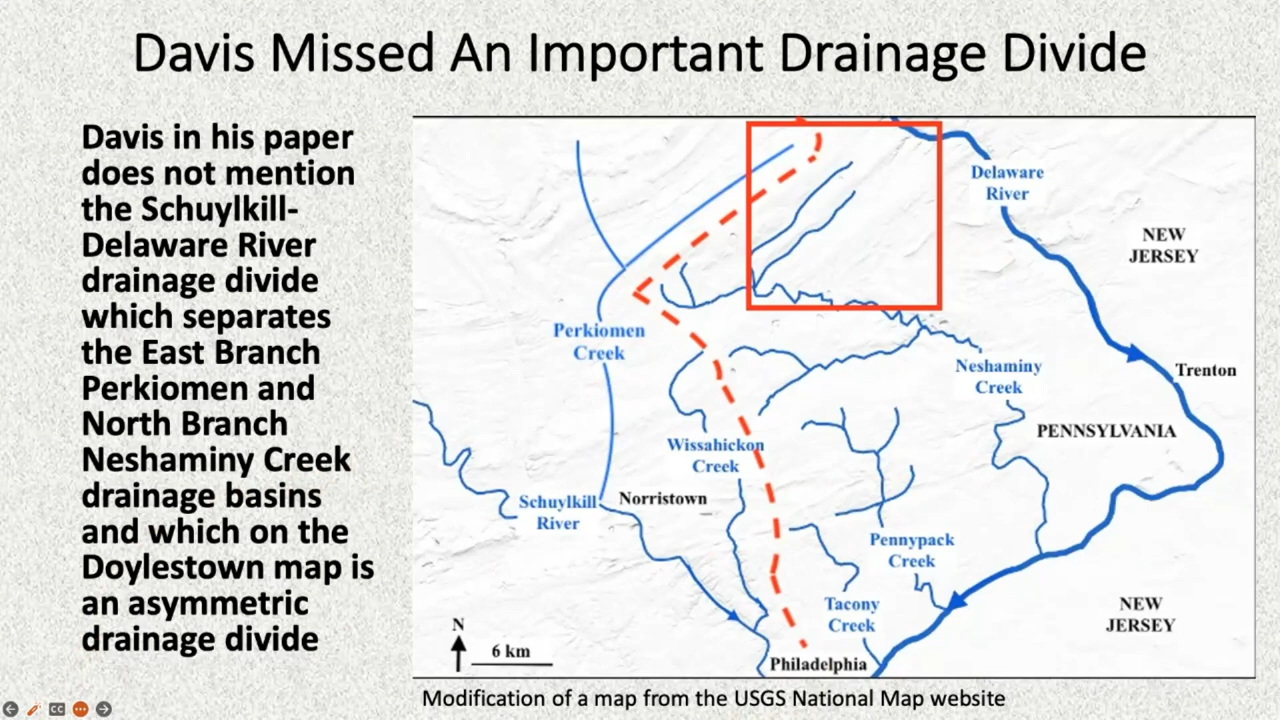 Davis Missed An Important Drainage Divide
Davis in his paper
does not mention
the Schuylkill-
Delaware River
drainage divide
which separates
the East Branch
Perkiomen and
North Branch
Neshaminy Creek
drainage basins
and which on the
Doylestown map is
an asymmetric
drainage divide
Delaware
River
NEW
JERSEY
Perkiomen
Creek
Neshaminy
Creek
Trenton
PENNSYLVANIA
Wissahickon
Creek
Schuylkill
River
Norristown
Pennypack
Creek
Tacony
Creek
NEW
JERSEY
N
6 km
Philadelphia
Modification of a map from the USGS National Map website
CC